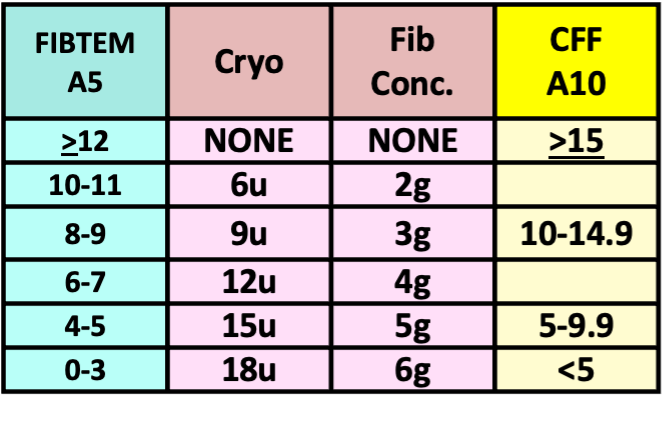 FIBTEM A5 Cryo Fib Conc. CFF A10
≥12 NONE NONE ≥15
10-11 6u 2g
8-9 9u 3g 10-14.9
6-7 12u 4g
4-5 15u 5g 5-9.9
0-3 18u 6g <5